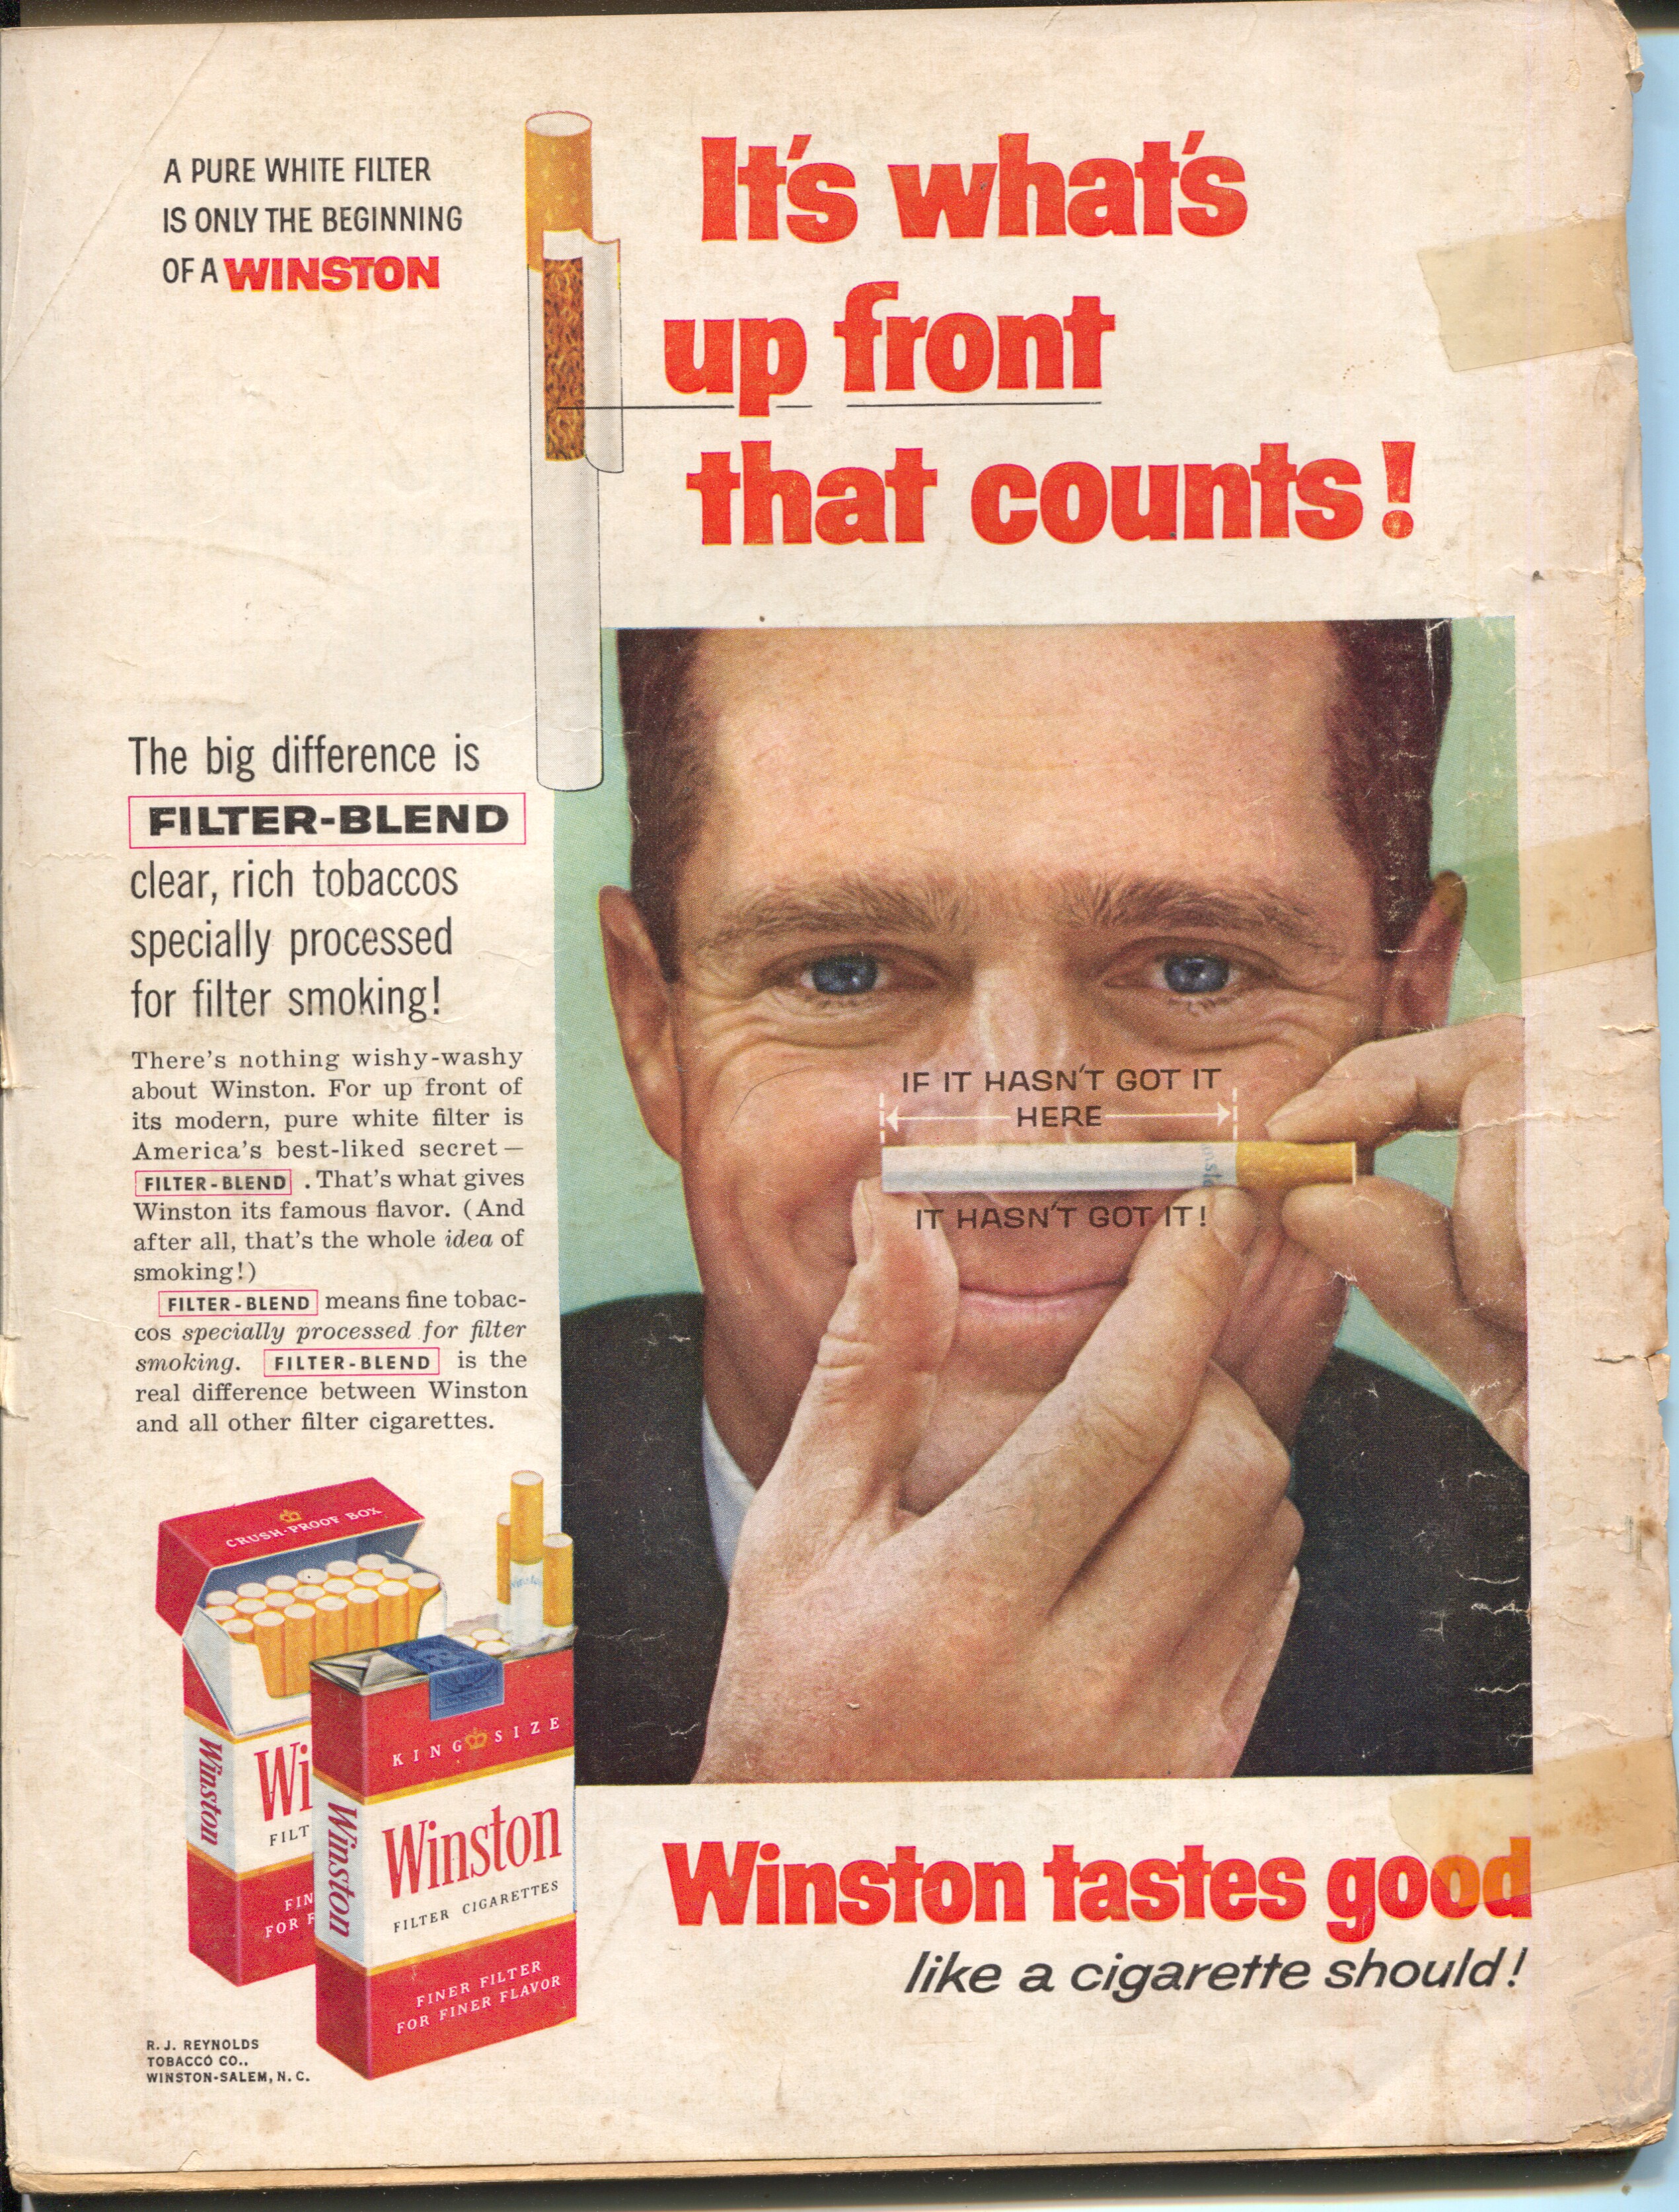 A PURE WHITE FILTER
IS ONLY THE BEGINNING
OF A WINSTON
It's what's
up front
that counts!
The big difference is
FILTER-BLEND
clear, rich tobaccos
specially processed
for filter smoking!
There's nothing wishy-washy
about Winston. For up front of
its modern, pure white filter is
America's best-liked secret —
FILTER-BLEND . That's what gives
Winston its famous flavor. (And
after all, that's the whole idea of
smoking!)
FILTER-BLEND means fine tobac-
cos specially processed for filter
smoking. FILTER-BLEND is the
real difference between Winston
and all other filter cigarettes.
IF IT HASN'T GOT IT
HERE
IT HASN'T GOT IT!
CRUSH-PROOF BOX
Winston
Wi
FILT
FIN
FOR F
Winston
KING SIZE
Winston
Winston
FILTER CIGARETTES
FINER FILTER
FOR FINER FLAVOR
Winston tastes good
like a cigarette should!
R. J. REYNOLDS
TOBACCO CO.,
WINSTON-SALEM, N. C.